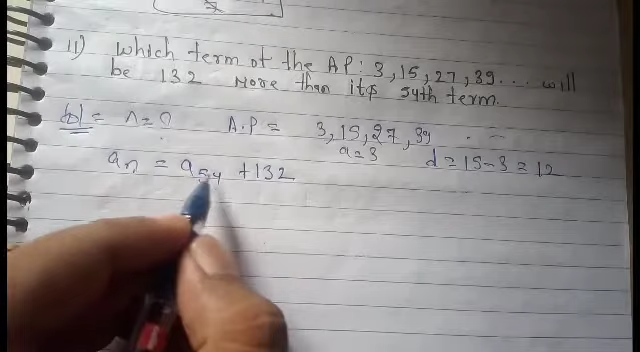 11) Which term of the AP: 3, 15, 27, 39... will
be 132 more than its 54th term.
Sol = n = ? A.P = 3, 15, 27, 39 . ~
a = 3 d = 15 - 3 = 12
an = a54 + 132